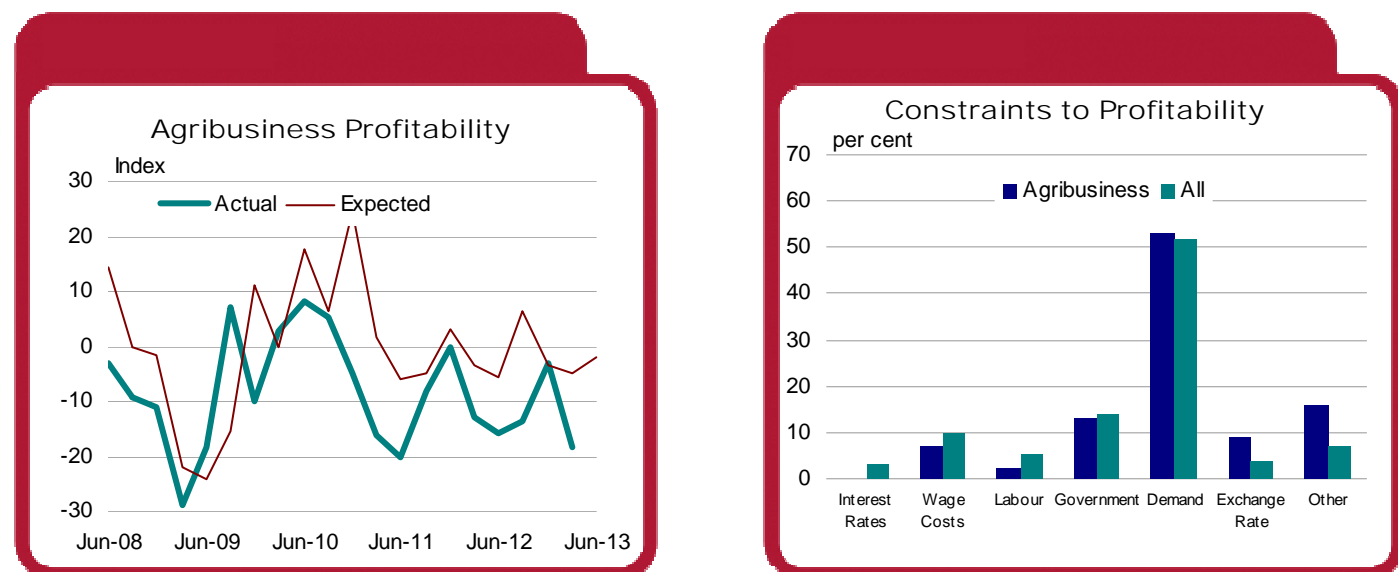 Agribusiness Profitability
Index
30
Actual Expected
20
10
0
-10
-20
-30
Jun-08 Jun-09 Jun-10 Jun-11 Jun-12 Jun-13
Constraints to Profitability
per cent
70
Agribusiness All
60
50
40
30
20
10
0
Interest Rates
Wage Costs
Labour
Government
Demand
Exchange Rate
Other